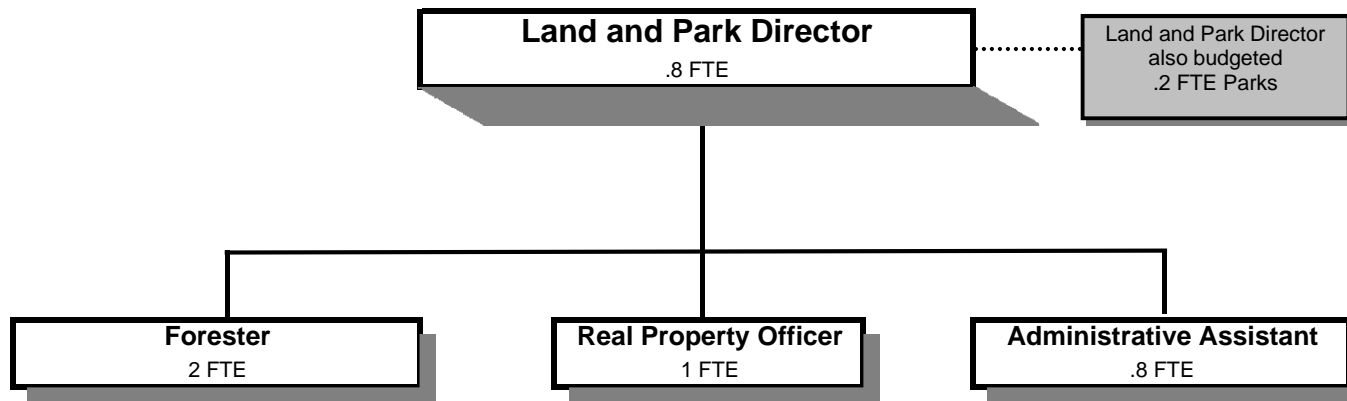 Land and Park Director
.8 FTE
Land and Park Director
also budgeted
.2 FTE Parks
Forester
2 FTE
Real Property Officer
1 FTE
Administrative Assistant
.8 FTE